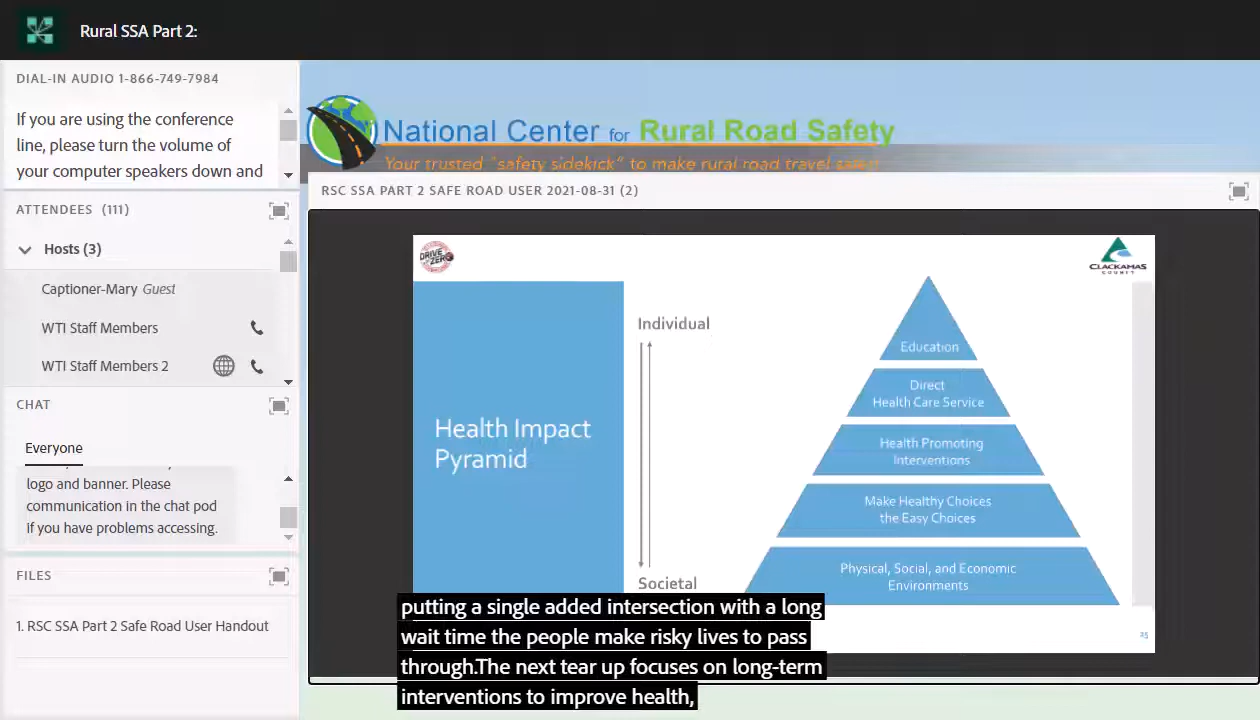 Rural SSA Part 2:
DIAL-IN AUDIO 1-866-749-7984
If you are using the conference
line, please turn the volume of
your computer speakers down and
ATTENDEES (111)
Hosts (3)
Captioner-Mary Guest
WTI Staff Members
WTI Staff Members 2
CHAT
Everyone
logo and banner. Please
communication in the chat pod
if you have problems accessing.
FILES
1. RSC SSA Part 2 Safe Road User Handout
National Center for Rural Road Safety
Your trusted "safety sidekick" to make rural road travel safer
RSC SSA PART 2 SAFE ROAD USER 2021-08-31 (2)
DRIVE
ZERO
CLACKAMAS
COUNTY
Health Impact
Pyramid
Individual
Societal
Education
Direct
Health Care Service
Health Promoting
Interventions
Make Healthy Choices
the Easy Choices
Physical, Social, and Economic
Environments
25
putting a single added intersection with a long
wait time the people make risky lives to pass
through.The next tear up focuses on long-term
interventions to improve health,